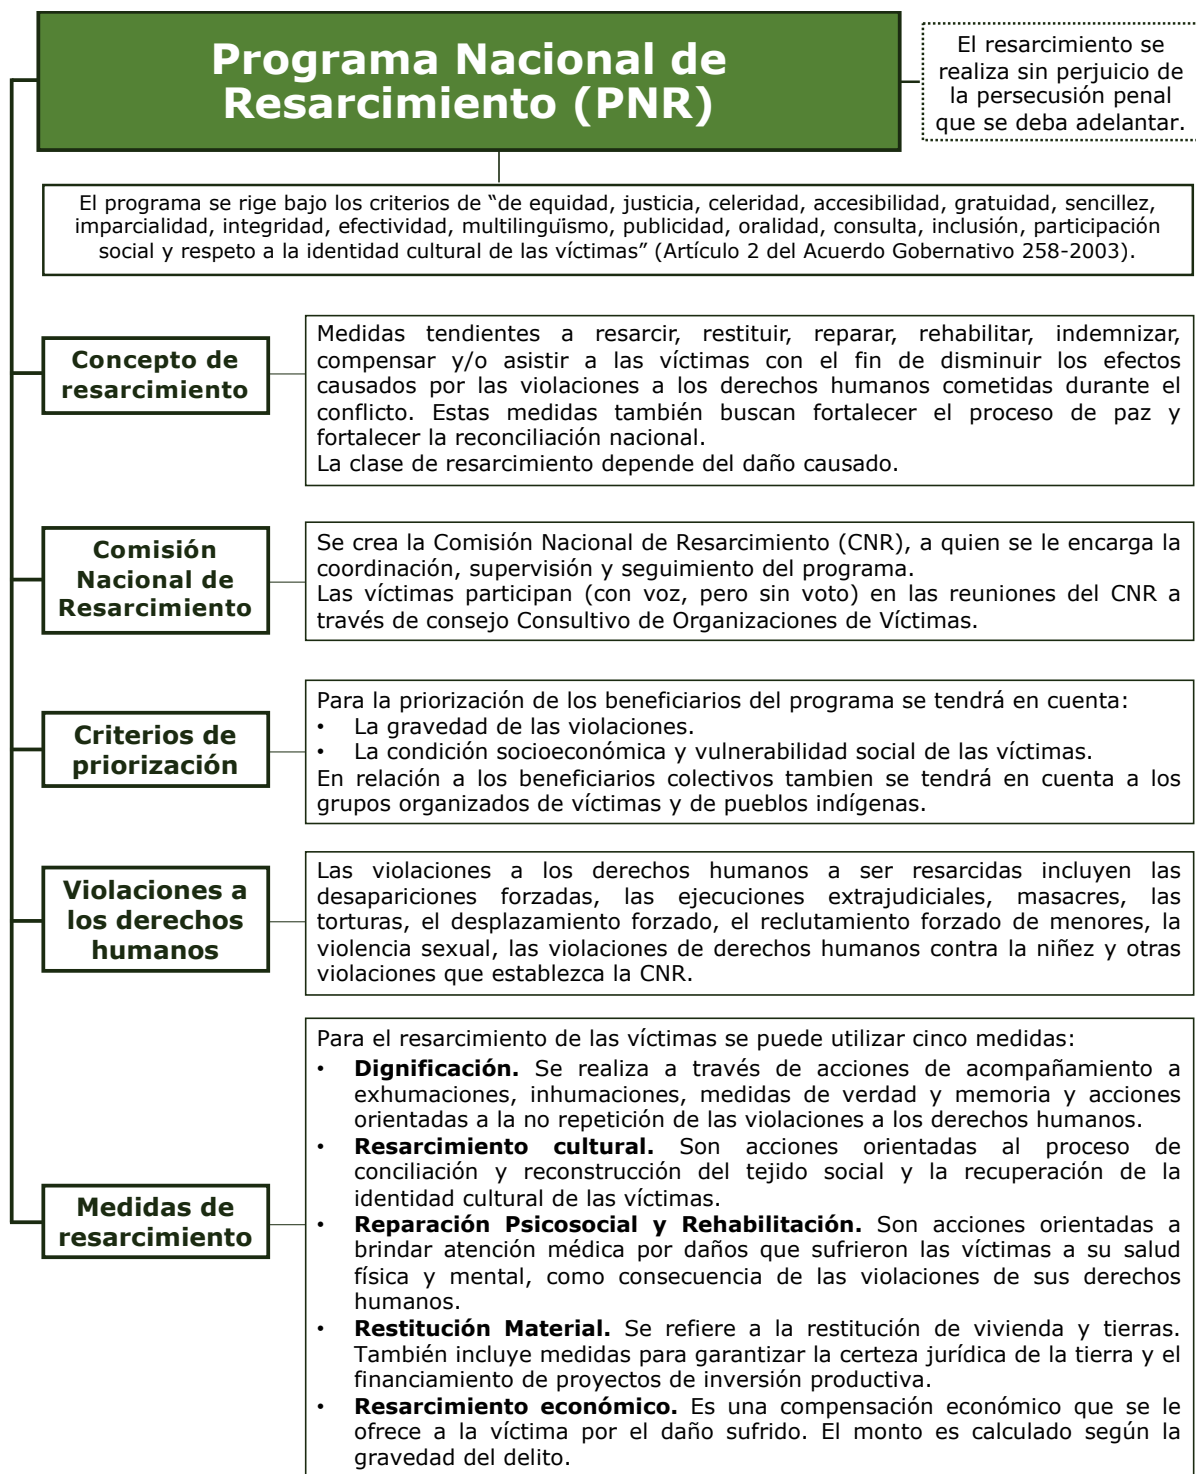 Programa Nacional de
Resarcimiento (PNR)
El resarcimiento se
realiza sin perjuicio de
la persecusión penal
que se deba adelantar.
El programa se rige bajo los criterios de “de equidad, justicia, celeridad, accesibilidad, gratuidad, sencillez,
imparcialidad, integridad, efectividad, multilingüismo, publicidad, oralidad, consulta, inclusión, participación
social y respeto a la identidad cultural de las víctimas” (Artículo 2 del Acuerdo Gobernativo 258-2003).
Concepto de
resarcimiento
Medidas tendientes a resarcir, restituir, reparar, rehabilitar, indemnizar,
compensar y/o asistir a las víctimas con el fin de disminuir los efectos
causados por las violaciones a los derechos humanos cometidas durante el
conflicto. Estas medidas también buscan fortalecer el proceso de paz y
fortalecer la reconciliación nacional.
La clase de resarcimiento depende del daño causado.
Comisión
Nacional de
Resarcimiento
Se crea la Comisión Nacional de Resarcimiento (CNR), a quien se le encarga la
coordinación, supervisión y seguimiento del programa.
Las víctimas participan (con voz, pero sin voto) en las reuniones del CNR a
través de consejo Consultivo de Organizaciones de Víctimas.
Criterios de
priorización
Para la priorización de los beneficiarios del programa se tendrá en cuenta:
• La gravedad de las violaciones.
• La condición socioeconómica y vulnerabilidad social de las víctimas.
En relación a los beneficiarios colectivos tambien se tendrá en cuenta a los
grupos organizados de víctimas y de pueblos indígenas.
Violaciones a
los derechos
humanos
Las violaciones a los derechos humanos a ser resarcidas incluyen las
desapariciones forzadas, las ejecuciones extrajudiciales, masacres, las
torturas, el desplazamiento forzado, el reclutamiento forzado de menores, la
violencia sexual, las violaciones de derechos humanos contra la niñez y otras
violaciones que establezca la CNR.
Medidas de
resarcimiento
Para el resarcimiento de las víctimas se puede utilizar cinco medidas:
• Dignificación. Se realiza a través de acciones de acompañamiento a
exhumaciones, inhumaciones, medidas de verdad y memoria y acciones
orientadas a la no repetición de las violaciones a los derechos humanos.
• Resarcimiento cultural. Son acciones orientadas al proceso de
conciliación y reconstrucción del tejido social y la recuperación de la
identidad cultural de las víctimas.
• Reparación Psicosocial y Rehabilitación. Son acciones orientadas a
brindar atención médica por daños que sufrieron las víctimas a su salud
física y mental, como consecuencia de las violaciones de sus derechos
humanos.
• Restitución Material. Se refiere a la restitución de vivienda y tierras.
También incluye medidas para garantizar la certeza jurídica de la tierra y el
financiamiento de proyectos de inversión productiva.
• Resarcimiento económico. Es una compensación económico que se le
ofrece a la víctima por el daño sufrido. El monto es calculado según la
gravedad del delito.